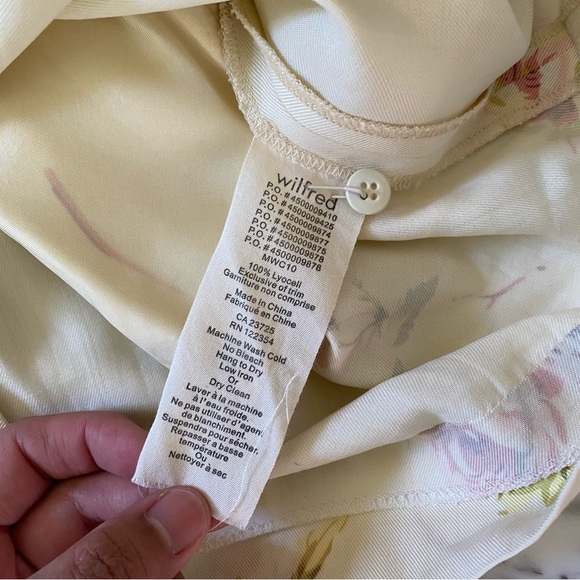 wilfred
P.O. #4500009410
P.O. #4500009425
P.O. #4500009874
P.O. #4500009877
P.O. #4500009875
P.O. #4500009878
P.O. #4500009876
MWC10
100% Lyocell
Exclusive of trim
Garniture non comprise
Made in China
Fabriqué en Chine
CA 23725
RN 122354
Machine Wash Cold
No Bleach
Hang to Dry
Low Iron
Or
Dry Clean
Laver à la machine
à l'eau froide.
Ne pas utiliser d'agent
de blanchiment.
Suspendre pour sécher.
Repasser a basse
température
Ou
Nettoyer à sec